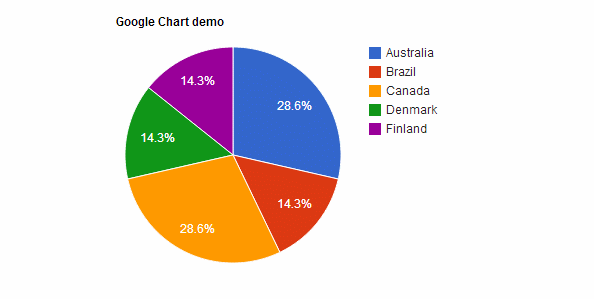 Google Chart demo
Australia
Brazil
Canada
Denmark
Finland
14.3%
28.6%
14.3%
14.3%
28.6%